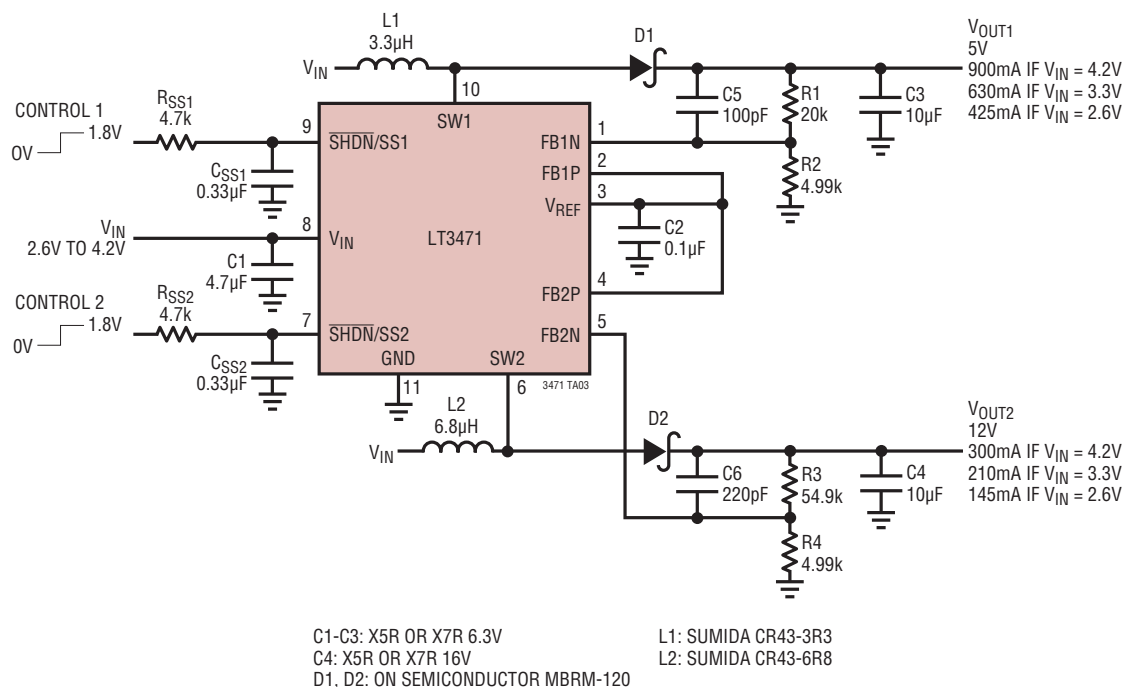 L1
3.3µH
VIN
D1
VOUT1
5V
900mA IF VIN = 4.2V
630mA IF VIN = 3.3V
425mA IF VIN = 2.6V
C5
100pF
R1
20k
C3
10µF
R2
4.99k
CONTROL 1
1.8V
0V
RSS1
4.7k
CSS1
0.33µF
VIN
2.6V TO 4.2V
C1
4.7µF
CONTROL 2
1.8V
0V
RSS2
4.7k
CSS2
0.33µF
10
SW1
9
SHDN/SS1
8
VIN
7
SHDN/SS2
GND
11
LT3471
FB1N
1
FB1P
2
VREF
3
FB2P
4
FB2N
5
SW2
6
3471 TA03
C2
0.1µF
L2
6.8µH
VIN
D2
VOUT2
12V
300mA IF VIN = 4.2V
210mA IF VIN = 3.3V
145mA IF VIN = 2.6V
C6
220pF
R3
54.9k
C4
10µF
R4
4.99k
C1-C3: X5R OR X7R 6.3V
C4: X5R OR X7R 16V
D1, D2: ON SEMICONDUCTOR MBRM-120
L1: SUMIDA CR43-3R3
L2: SUMIDA CR43-6R8